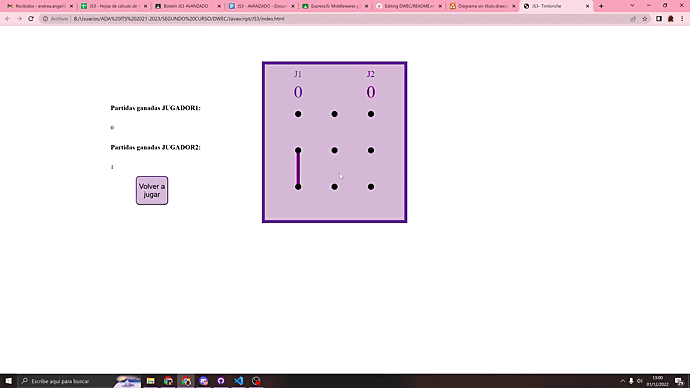 Recibidos - andrea.angel
JS3 - Hojas de cálculo de
Boletín JS3 AVANZADO
JS3 - AVANZADO - Docum
ExpressJS: Middlewares y
Editing DWEC/README.m
Diagrama sin título.drawi
JS3- Timbiriche
Archivo
B:/Usuarios/ADA%20ITS%202021-2023/SEGUNDO%20CURSO/DWEC/Javascript/JS3/index.html
J1
J2
0
0
Partidas ganadas JUGADOR1:
0
Partidas ganadas JUGADOR2:
1
Volver a
jugar
Escribe aquí para buscar
13:00
01/12/2022